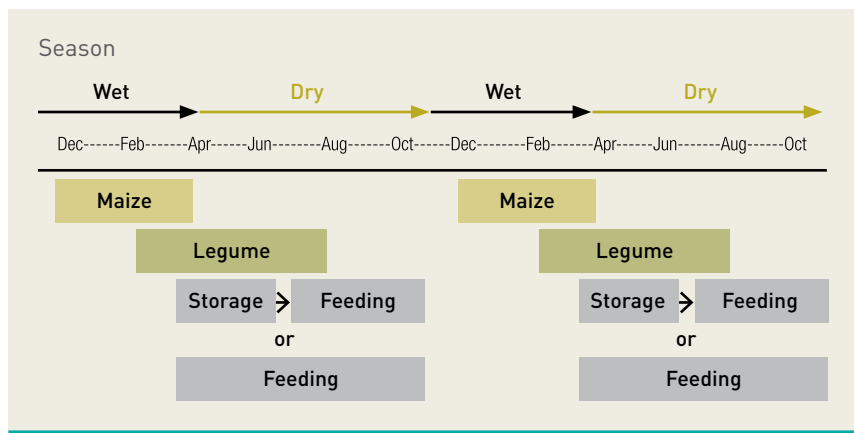 Season
Wet Dry Wet Dry
Dec------Feb-------Apr----Jun-------Aug-----Oct-----Dec-------Feb-------Apr-----Jun-------Aug------Oct
Maize Maize
Legume Legume
Storage Feeding Storage Feeding
or or
Feeding Feeding